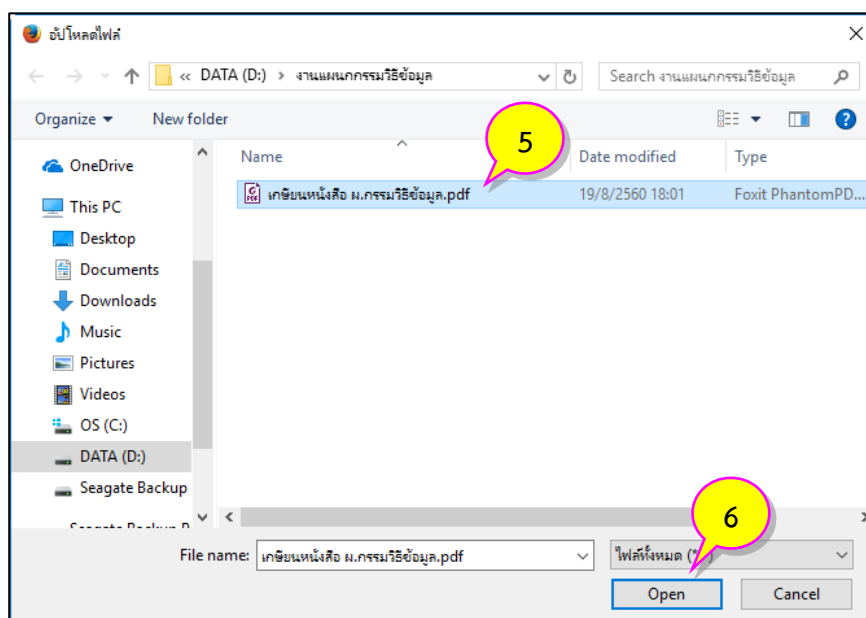 อัปโหลดไฟล์
« DATA (D:) › งานแผนกกรรมวิธีข้อมูล
Search งานแผนกกรรมวิธีข้อมูล
Organize
New folder
5
Name
Date modified
Type
OneDrive
เกษียนหนังสือ ผ.กรรมวิธีข้อมูล.pdf
19/8/2560 18:01
Foxit PhantomPD...
This PC
Desktop
Documents
Downloads
Music
Pictures
Videos
OS (C:)
DATA (D:)
Seagate Backup
6
File name:
เกษียนหนังสือ ผ.กรรมวิธีข้อมูล.pdf
ไฟล์ทั้งหมด
Open
Cancel